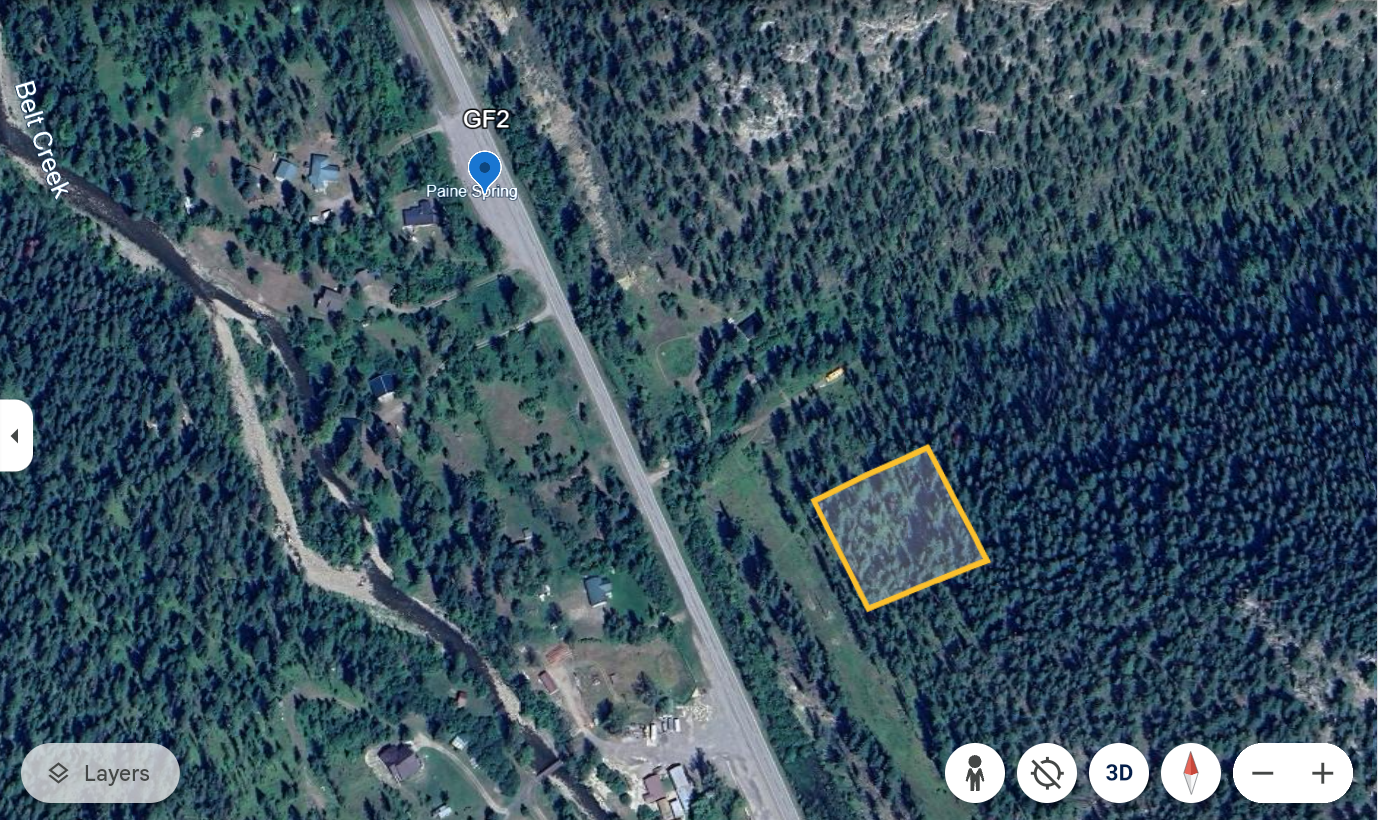 GF2
Belt Creek
Paine Spring
Layers
3D